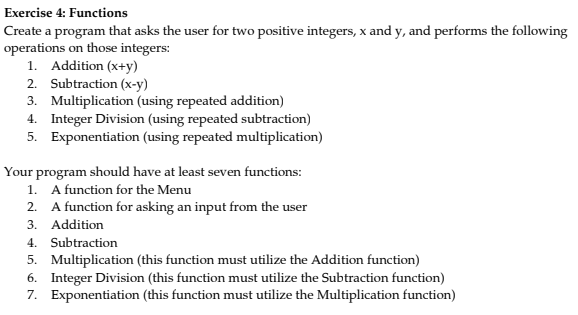 Exercise 4: Functions
Create a program that asks the user for two positive integers, x and y, and performs the following
operations on those integers:
1. Addition (x+y)
2. Subtraction (x-y)
3. Multiplication (using repeated addition)
4. Integer Division (using repeated subtraction)
5. Exponentiation (using repeated multiplication)
Your program should have at least seven functions:
1. A function for the Menu
2. A function for asking an input from the user
3. Addition
4. Subtraction
5. Multiplication (this function must utilize the Addition function)
6. Integer Division (this function must utilize the Subtraction function)
7. Exponentiation (this function must utilize the Multiplication function)